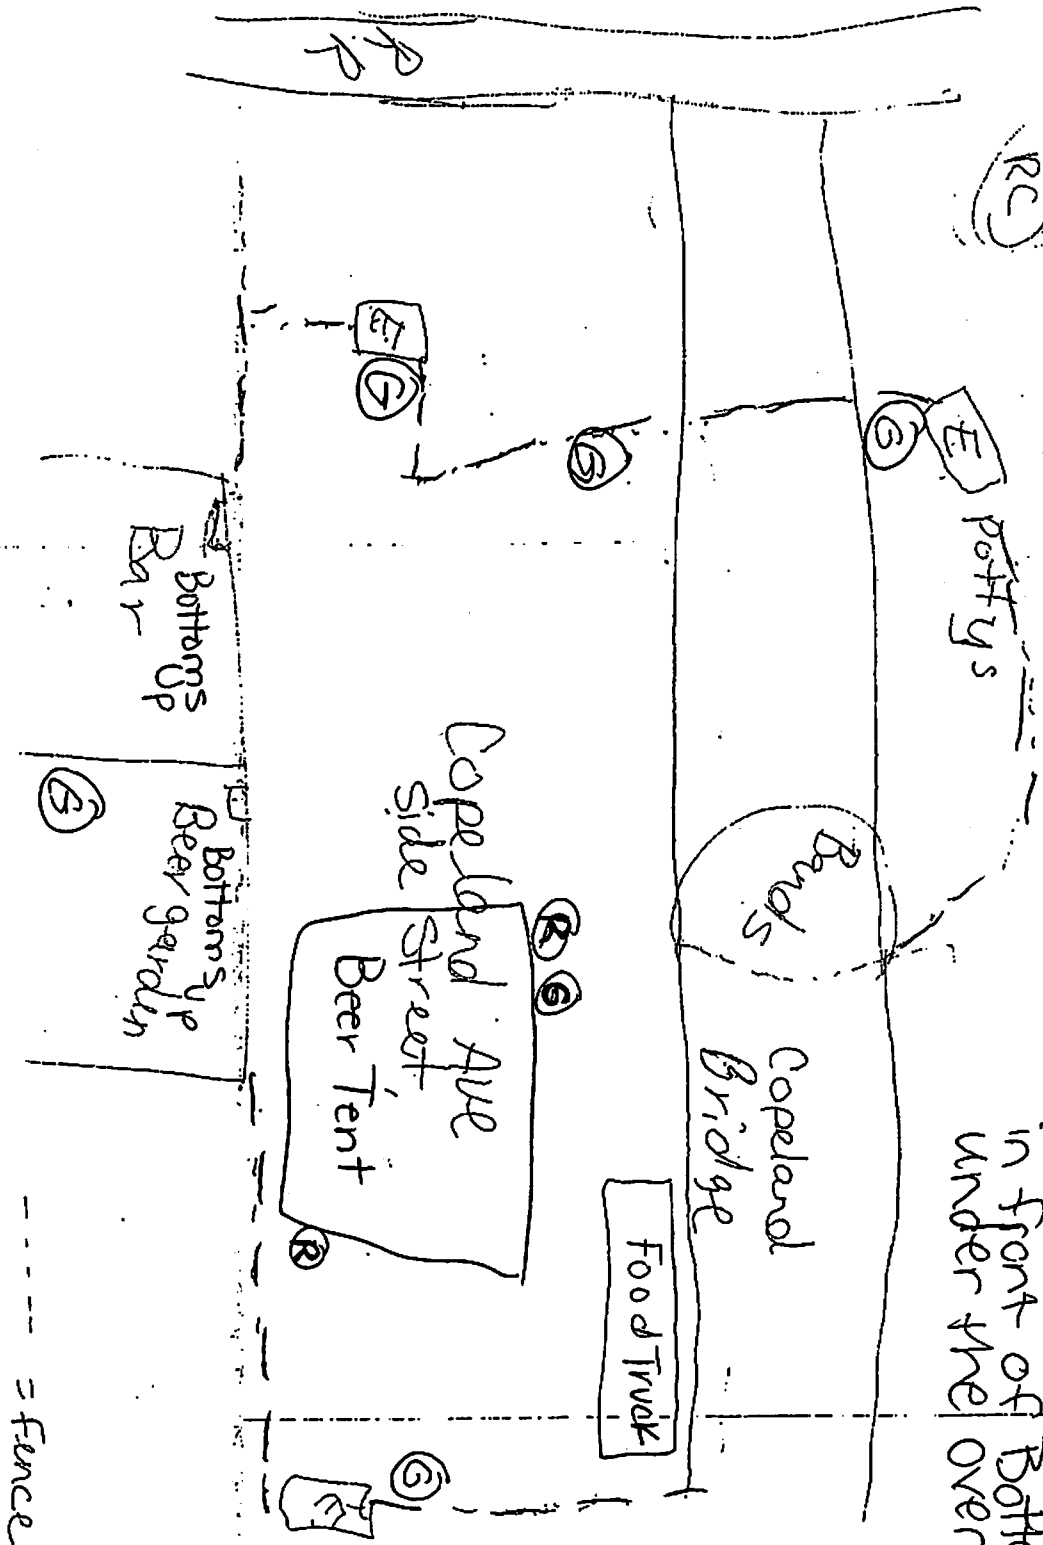 in front of Bott
under the over
RR
RC
E
G
Pottys
E
G
G
Bands
Copeland
Bridge
Food Truck
R
G
Copeland Ave
Side Street
Beer Tent
R
G
E
Bottoms
Up
Bar
Bottoms up
Beer garden
G
----- = fence